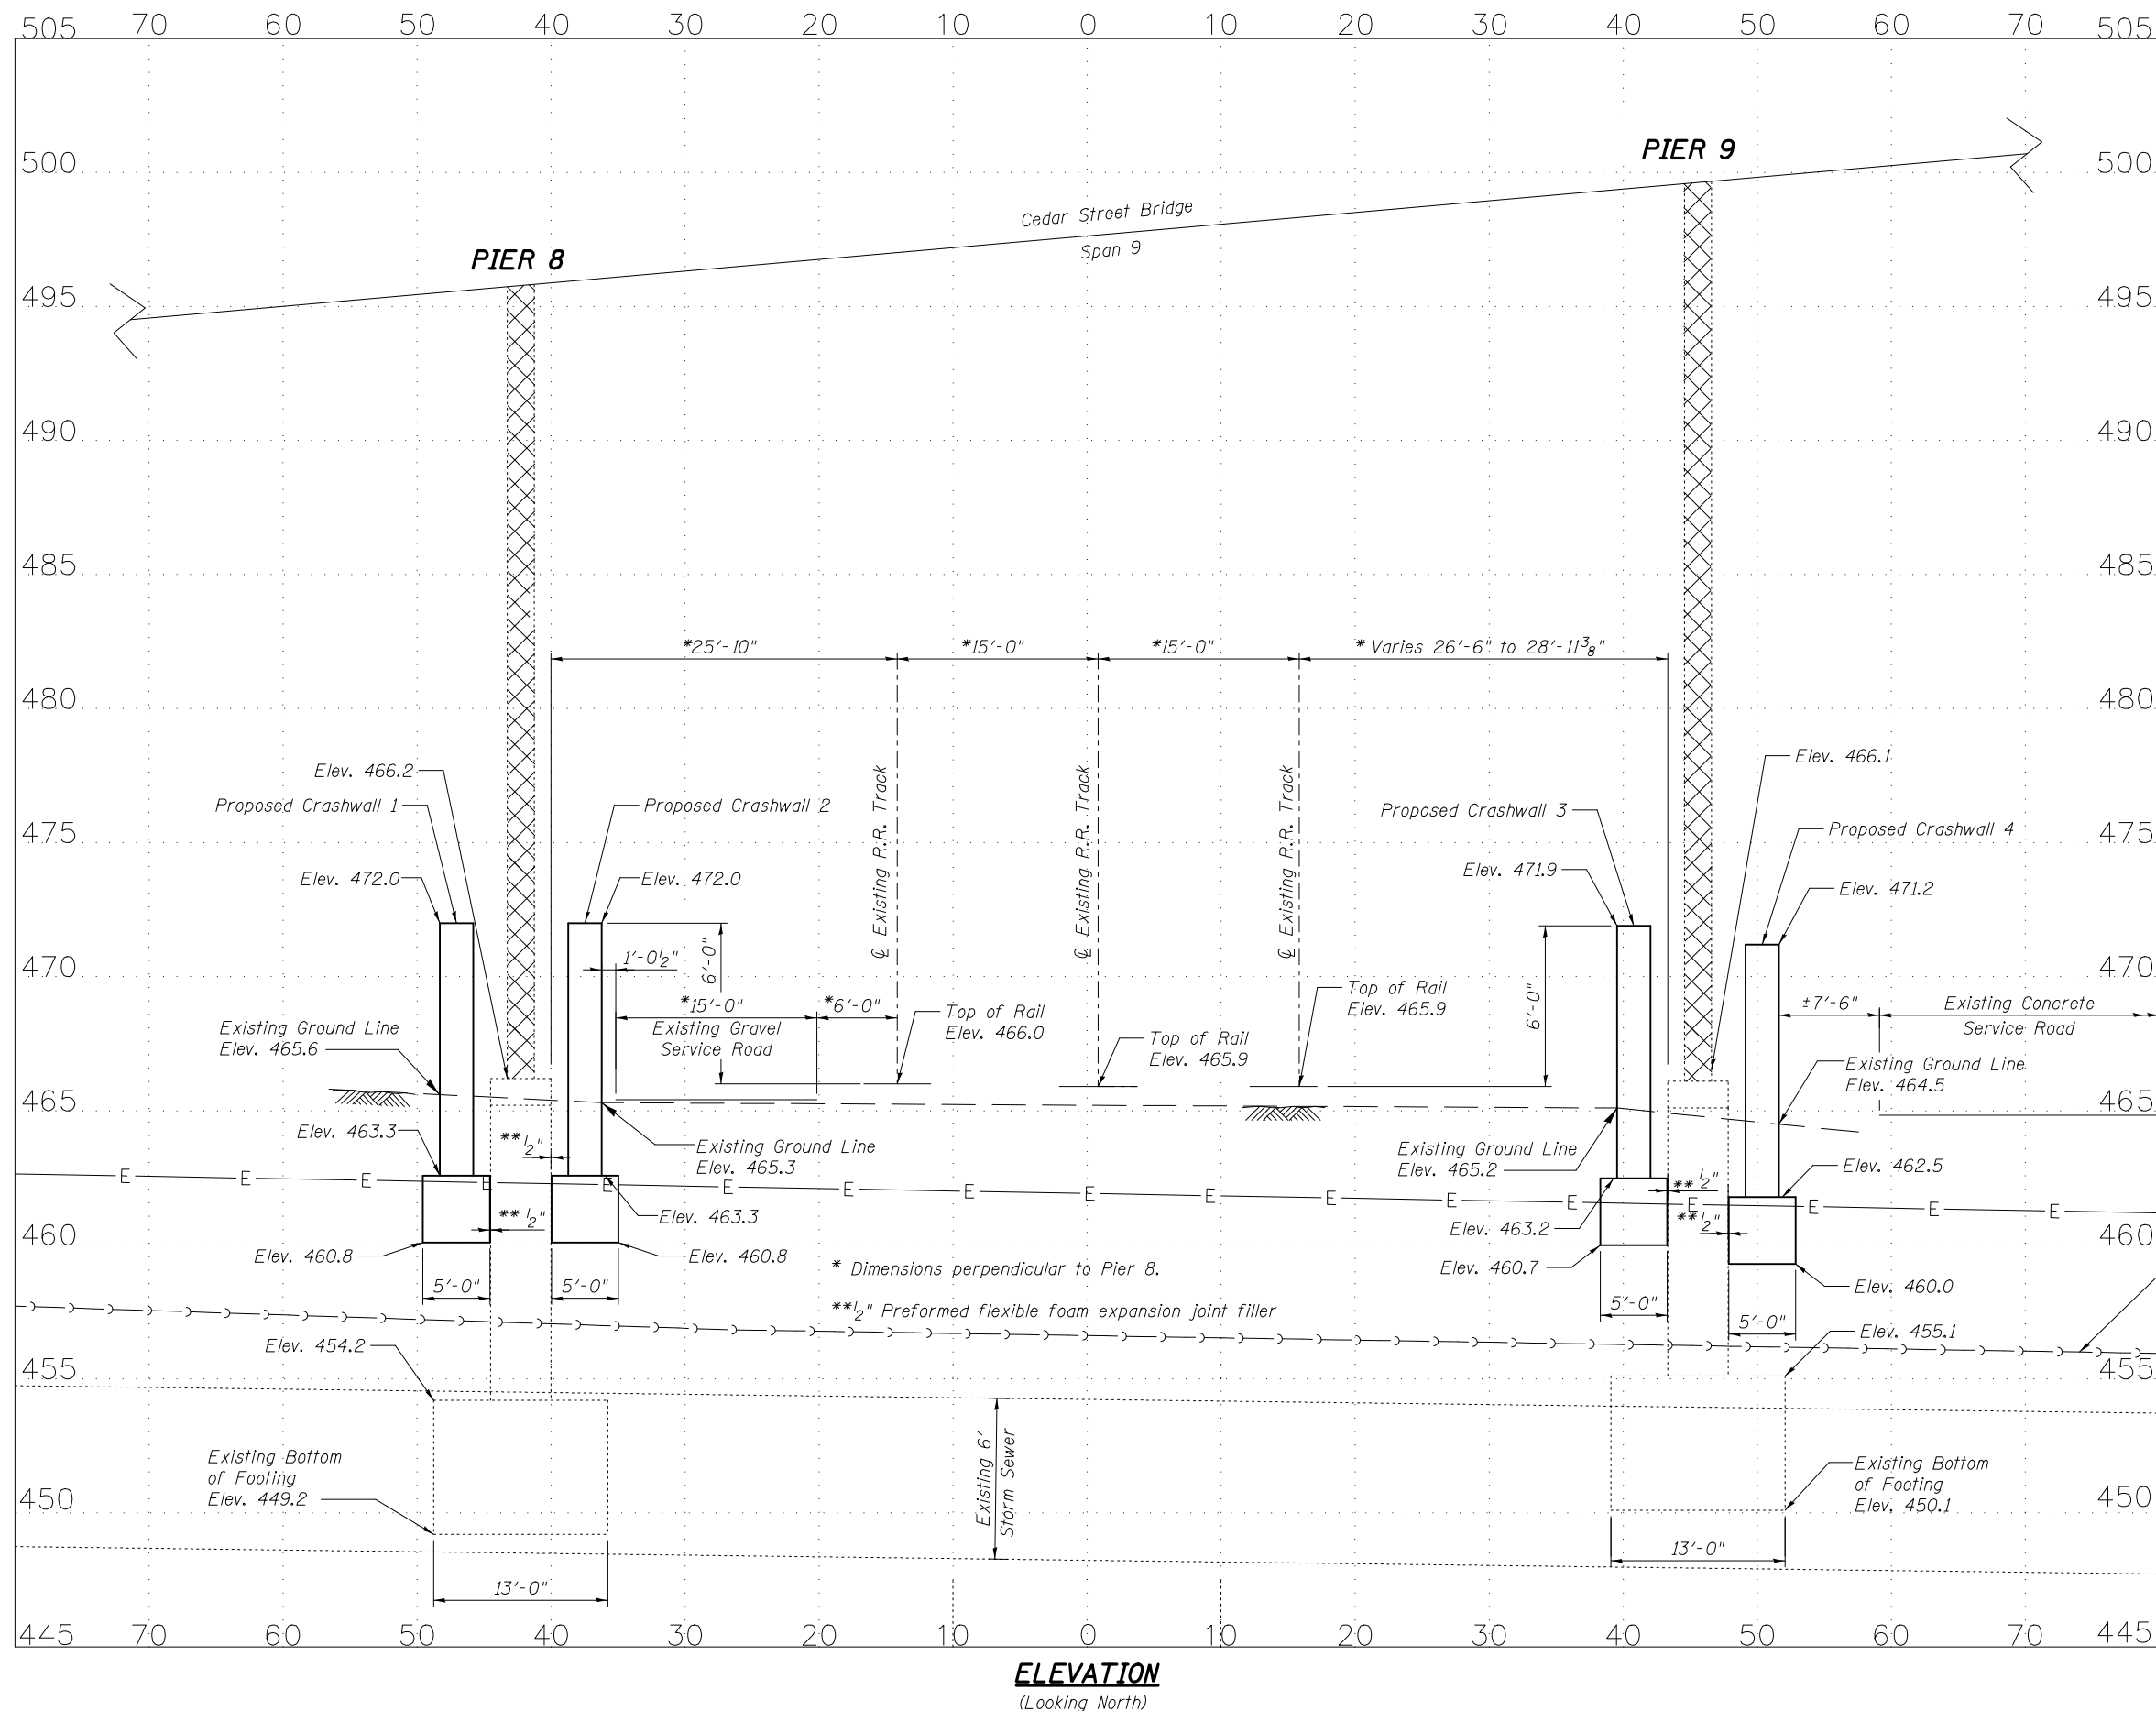 505 70 60 50 40 30 20 10 0 10 20 30 40 50 60 70 505
PIER 9
500 500
Cedar Street Bridge
Span 9
PIER 8
495 495
490 490
485 485
*25'-10" *15'-0" *15'-0" * Varies 26'-6" to 28'-11 3/8"
480 480
Elev. 466.2
Elev. 466.1
Proposed Crashwall 1
Proposed Crashwall 2
Proposed Crashwall 3
Proposed Crashwall 4
475 475
℄ Existing R.R. Track
℄ Existing R.R. Track
℄ Existing R.R. Track
Elev. 472.0
Elev. 472.0
Elev. 471.9
Elev. 471.2
470 470
6'-0"
1'-0 1/2"
*15'-0"
*6'-0"
Existing Gravel
Service Road
Top of Rail
Elev. 466.0
Top of Rail
Elev. 465.9
Top of Rail
Elev. 465.9
6'-0"
±7'-6"
Existing Concrete
Service Road
Existing Ground Line
Elev. 465.6
Existing Ground Line
Elev. 464.5
465 465
Elev. 463.3
** 1/2"
Existing Ground Line
Elev. 465.3
Existing Ground Line
Elev. 465.2
Elev. 462.5
E E E E E E E E E E E E E E E E E
** 1/2"
** 1/2"
** 1/2"
Elev. 463.3
Elev. 463.2
460 460
Elev. 460.8
Elev. 460.8
Elev. 460.7
Elev. 460.0
* Dimensions perpendicular to Pier 8.
** 1/2" Preformed flexible foam expansion joint filler
5'-0" 5'-0" 5'-0" 5'-0"
Elev. 454.2
Elev. 455.1
455 455
Existing 6'
Storm Sewer
Existing Bottom
of Footing
Elev. 449.2
Existing Bottom
of Footing
Elev. 450.1
450 450
13'-0"
13'-0"
445 70 60 50 40 30 20 10 0 10 20 30 40 50 60 70 445
ELEVATION
(Looking North)